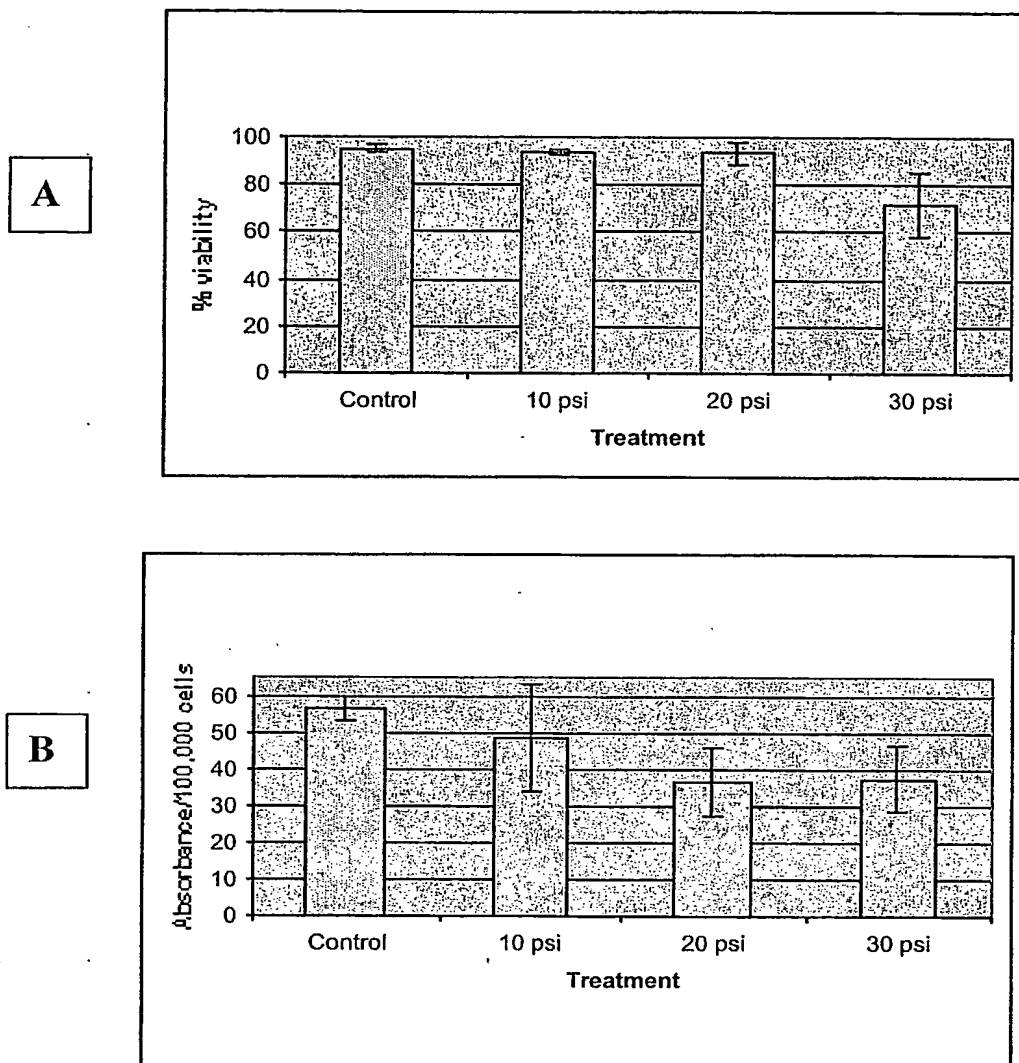 A
% viability
100
80
60
40
20
0
Control 10 psi 20 psi 30 psi
Treatment
B
Absorbance/100,000 cells
60
50
40
30
20
10
0
Control 10 psi 20 psi 30 psi
Treatment